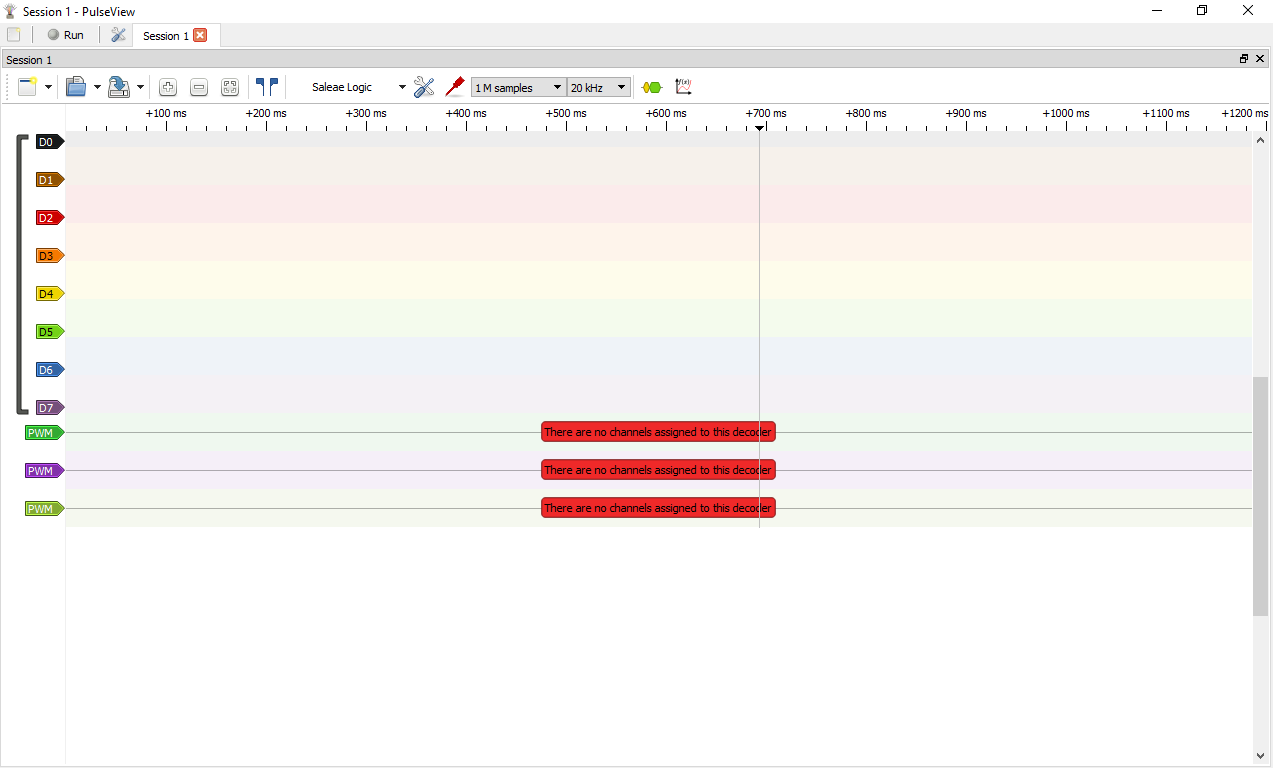 Session 1 - PulseView
Run
Session 1
Session 1
Saleae Logic
1 M samples
20 kHz
f(x)
+100 ms +200 ms +300 ms +400 ms +500 ms +600 ms +700 ms +800 ms +900 ms +1000 ms +1100 ms +1200 ms
D0
D1
D2
D3
D4
D5
D6
D7
PWM There are no channels assigned to this decoder
PWM There are no channels assigned to this decoder
PWM There are no channels assigned to this decoder